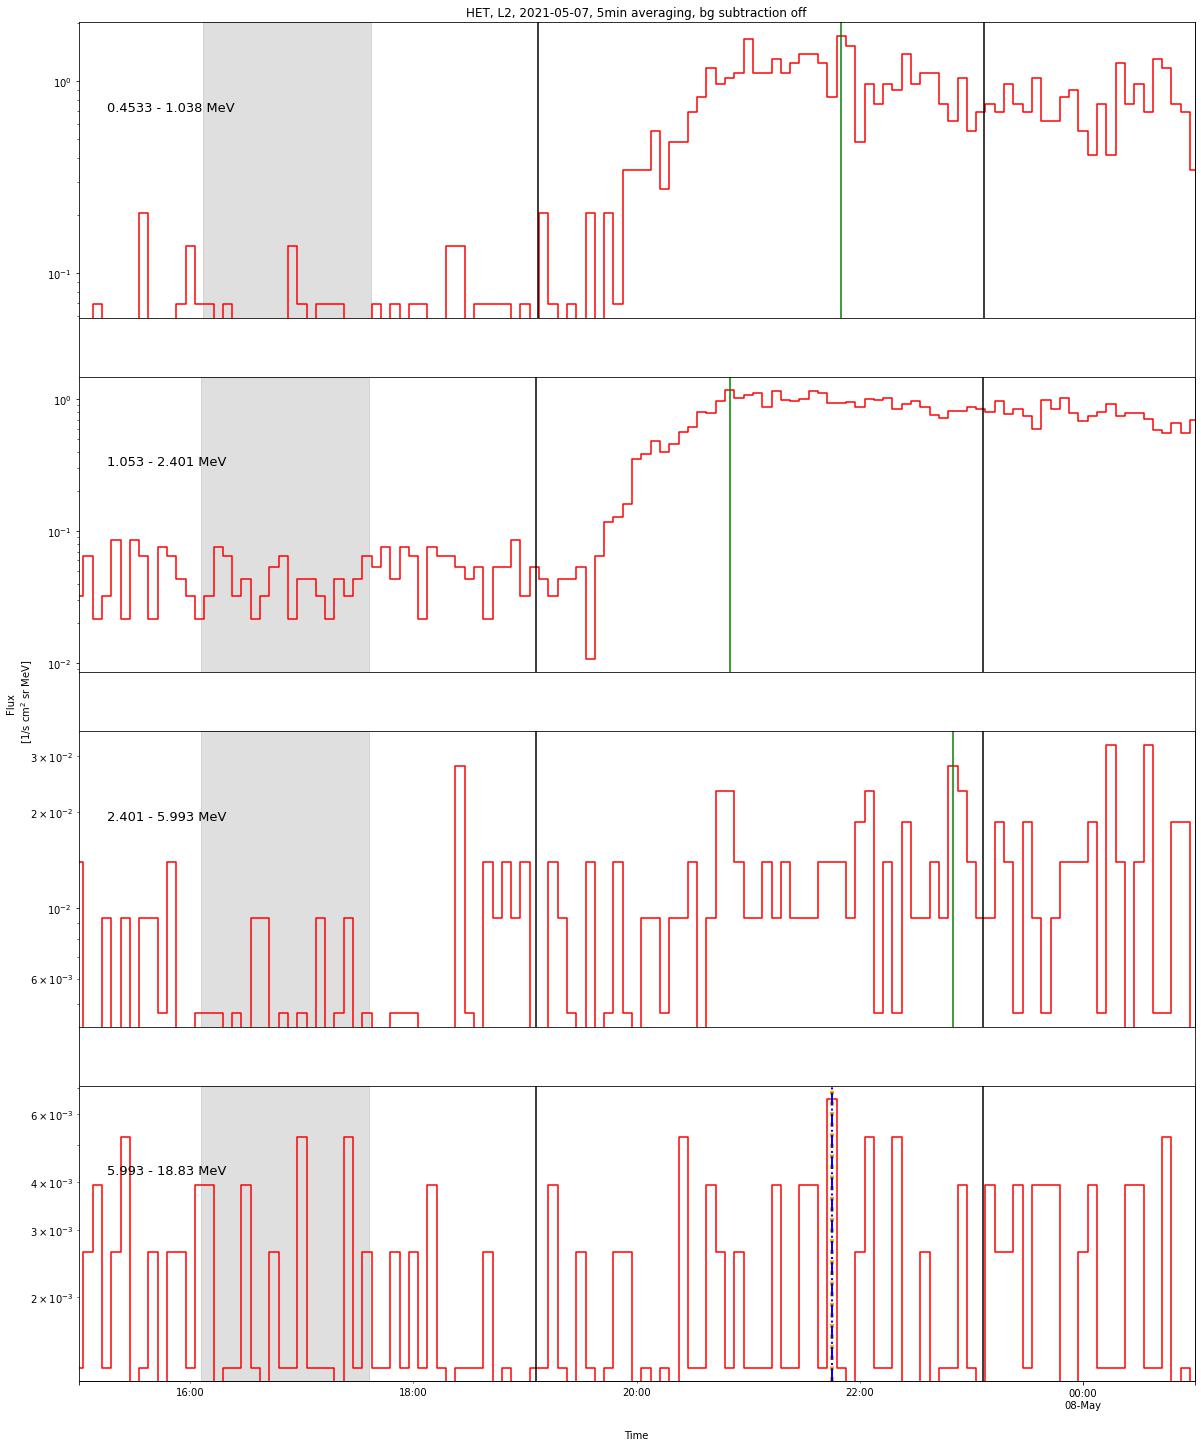 HET, L2, 2021-05-07, 5min averaging, bg subtraction off
10⁰
10⁻¹
0.4533 - 1.038 MeV
10⁰
10⁻¹
10⁻²
1.053 - 2.401 MeV
Flux
[1/s cm² sr MeV]
3 × 10⁻²
2 × 10⁻²
10⁻²
6 × 10⁻³
2.401 - 5.993 MeV
6 × 10⁻³
4 × 10⁻³
3 × 10⁻³
2 × 10⁻³
5.993 - 18.83 MeV
16:00 18:00 20:00 22:00 00:00
08-May
Time